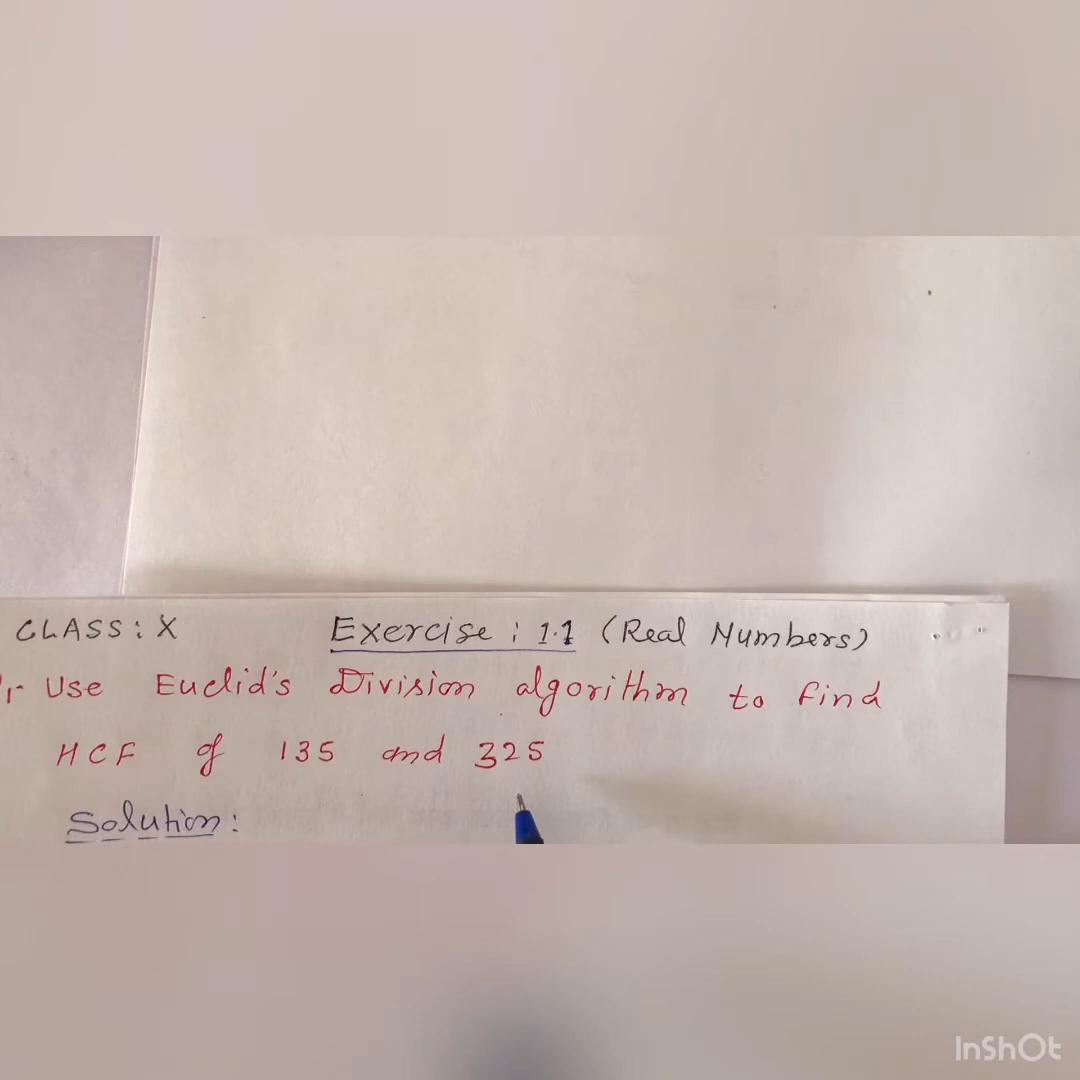 CLASS: X Exercise: 1.1 (Real Numbers)
Use Euclid's Division algorithm to find
HCF of 135 and 325
Solution:
InShOt